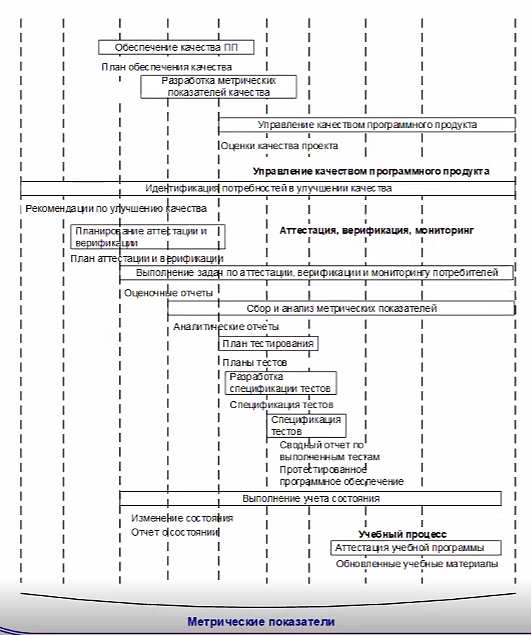 Обеспечение качества ПП
План обеспечения качества
Разработка метрических
показателей качества
Управление качеством программного продукта
Оценки качества проекта
Управление качеством программного продукта
Идентификация потребностей в улучшении качества
Рекомендации по улучшению качества
Планирование аттестации и
верификации
Аттестация, верификация, мониторинг
План аттестации и верификации
Выполнение задач по аттестации, верификации и мониторингу потребителей
Оценочные отчеты
Сбор и анализ метрических показателей
Аналитические отчеты
План тестирования
Планы тестов
Разработка
спецификации тестов
Спецификация тестов
Спецификация
тестов
Сводный отчет по
выполненным тестам
Протестированное
программное обеспечение
Выполнение учета состояния
Изменение состояния
Отчет о состоянии
Учебный процесс
Аттестация учебной программы
Обновленные учебные материалы
Метрические показатели